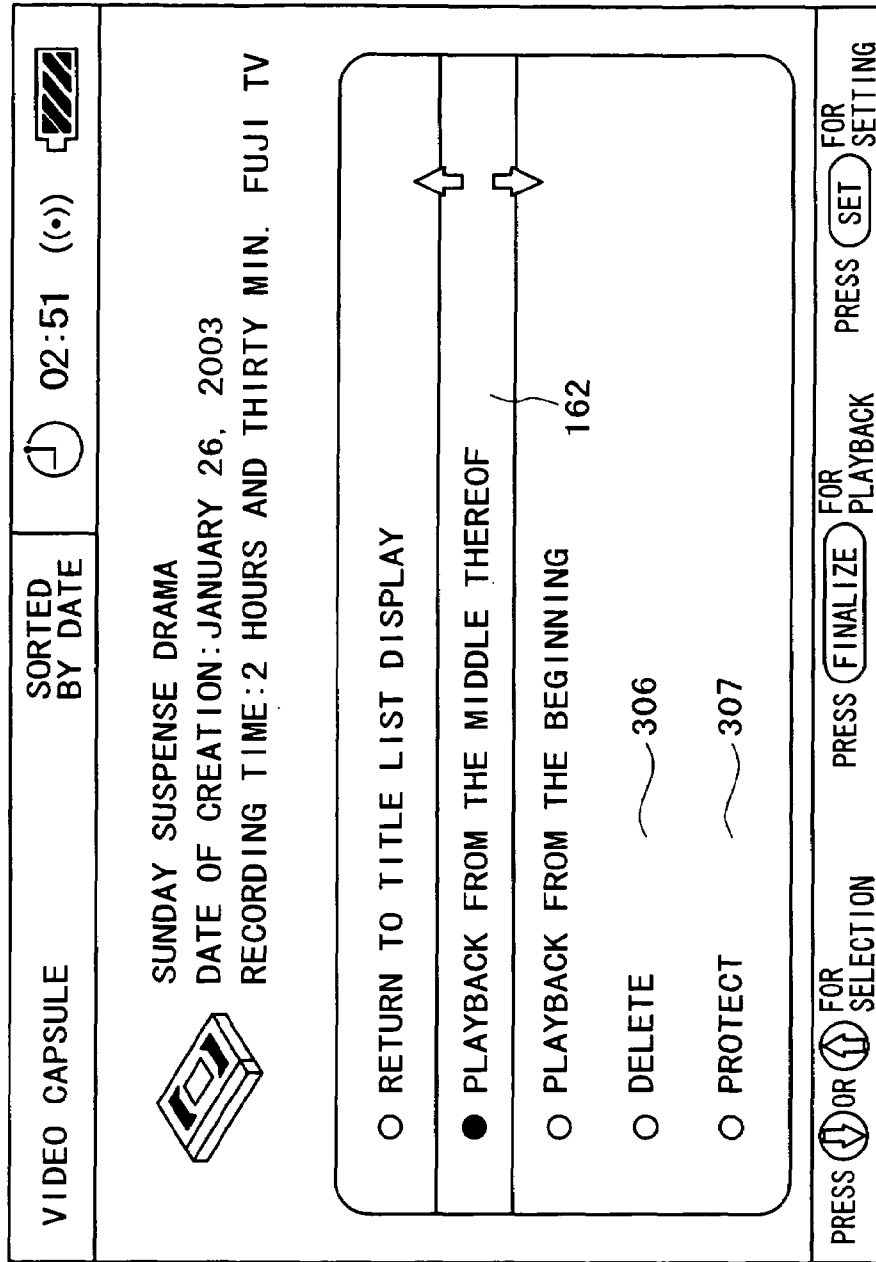 VIDEO CAPSULE
SORTED
BY DATE
02:51 ((•))
SUNDAY SUSPENSE DRAMA
DATE OF CREATION:JANUARY 26, 2003
RECORDING TIME:2 HOURS AND THIRTY MIN. FUJI TV
RETURN TO TITLE LIST DISPLAY
PLAYBACK FROM THE MIDDLE THEREOF
162
PLAYBACK FROM THE BEGINNING
DELETE 306
PROTECT 307
PRESS OR FOR
SELECTION
PRESS FINALIZE FOR
PLAYBACK
PRESS SET FOR
SETTING